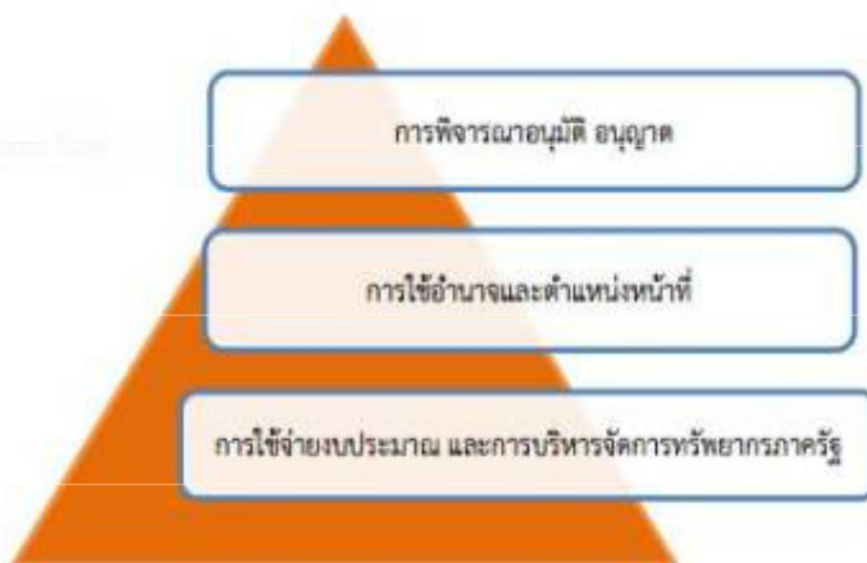 การพิจารณาอนุมัติ อนุญาต
การใช้อำนาจและตำแหน่งหน้าที่
การใช้จ่ายงบประมาณ และการบริหารจัดการทรัพยากรภาครัฐ